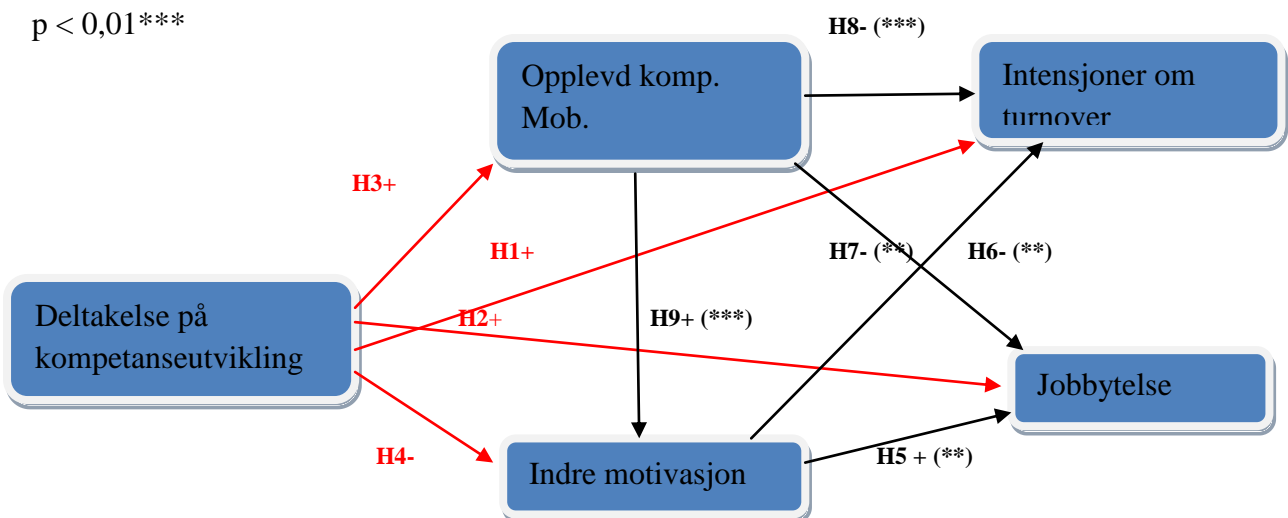 p < 0,01***
H8- (***)
Opplevd komp.
Mob.
Intensjoner om
turnover
H3+
H1+
H7- (**)
H6- (**)
Deltakelse på
kompetanseutvikling
H2+
H9+ (***)
Jobbytelse
H4-
Indre motivasjon
H5 + (**)